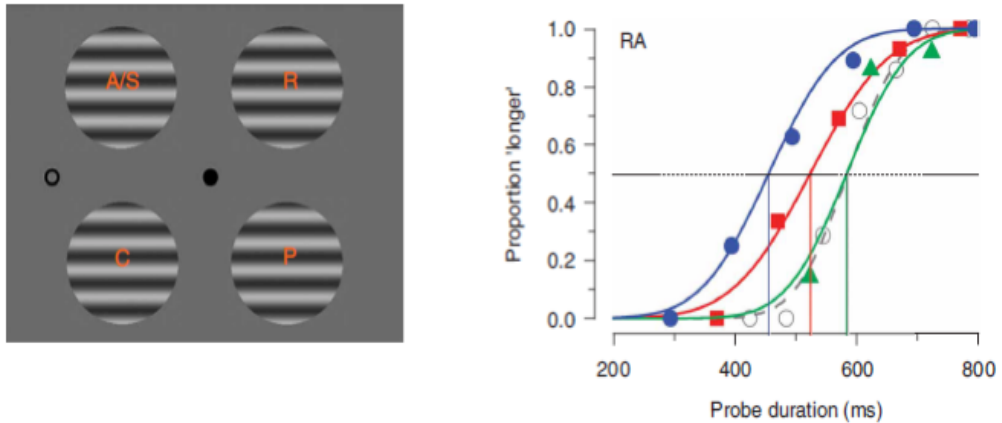 A/S
R
C
P
RA
Proportion 'longer'
1.0
0.8
0.6
0.4
0.2
0.0
200
400
600
800
Probe duration (ms)